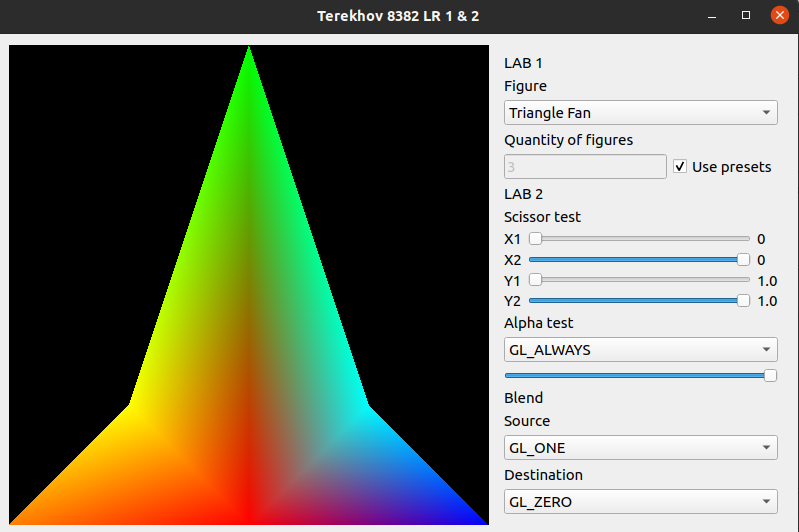 Terekhov 8382 LR 1 & 2
LAB 1
Figure
Triangle Fan
Quantity of figures
3
Use presets
LAB 2
Scissor test
X1 0
X2 0
Y1 1.0
Y2 1.0
Alpha test
GL_ALWAYS
Blend
Source
GL_ONE
Destination
GL_ZERO